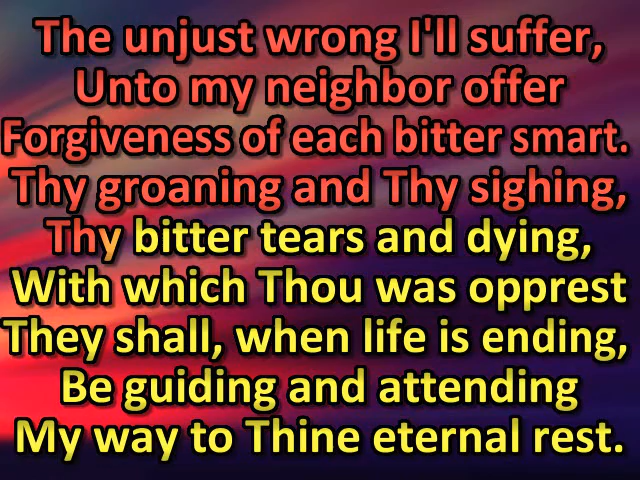 The unjust wrong I'll suffer,
Unto my neighbor offer
Forgiveness of each bitter smart.
Thy groaning and Thy sighing,
Thy bitter tears and dying,
With which Thou was opprest
They shall, when life is ending,
Be guiding and attending
My way to Thine eternal rest.